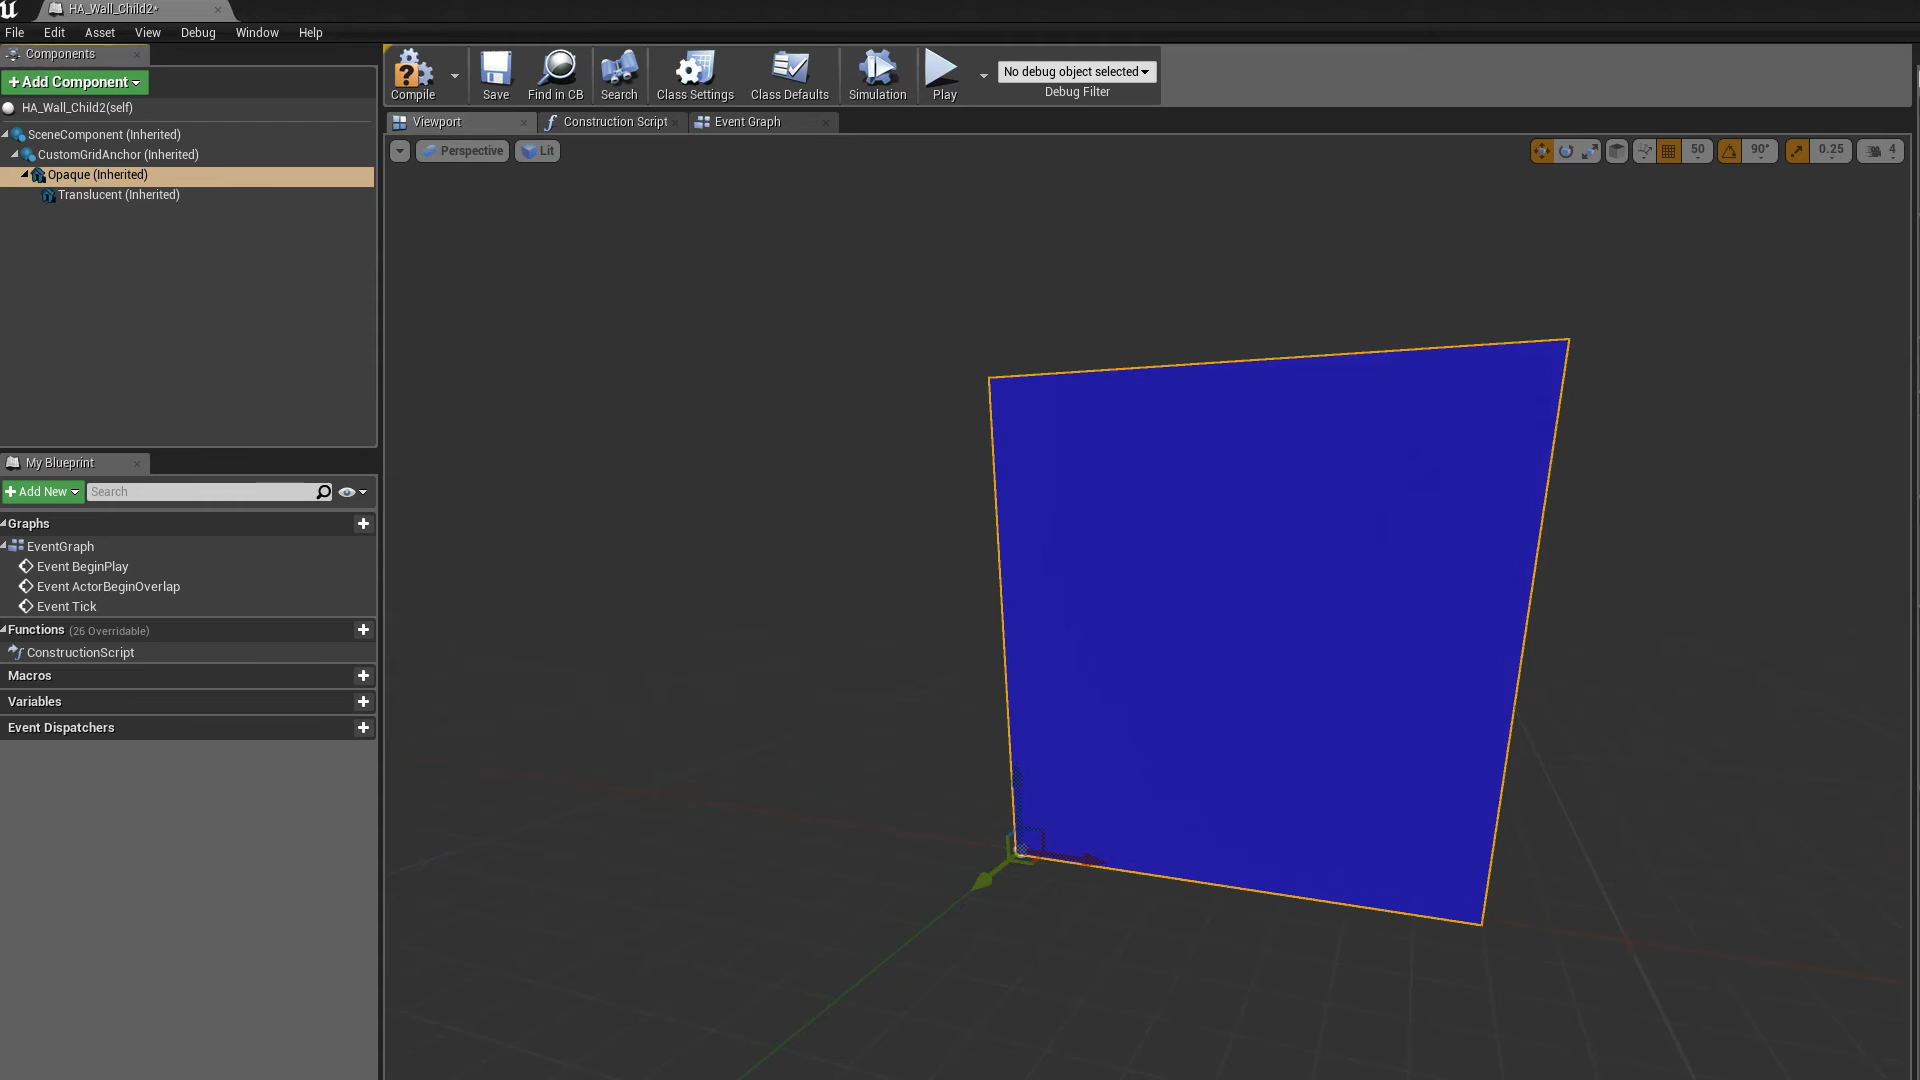 HA_Wall_Child2*
File Edit Asset View Debug Window Help
Components
Add Component
HA_Wall_Child2(self)
SceneComponent (Inherited)
CustomGridAnchor (Inherited)
Opaque (Inherited)
Translucent (Inherited)
My Blueprint
Add New Search
Graphs
EventGraph
Event BeginPlay
Event ActorBeginOverlap
Event Tick
Functions (26 Overridable)
ConstructionScript
Macros
Variables
Event Dispatchers
Compile Save Find in CB Search Class Settings Class Defaults Simulation Play
No debug object selected
Debug Filter
Viewport Construction Script Event Graph
Perspective Lit 50 90° 0.25 4